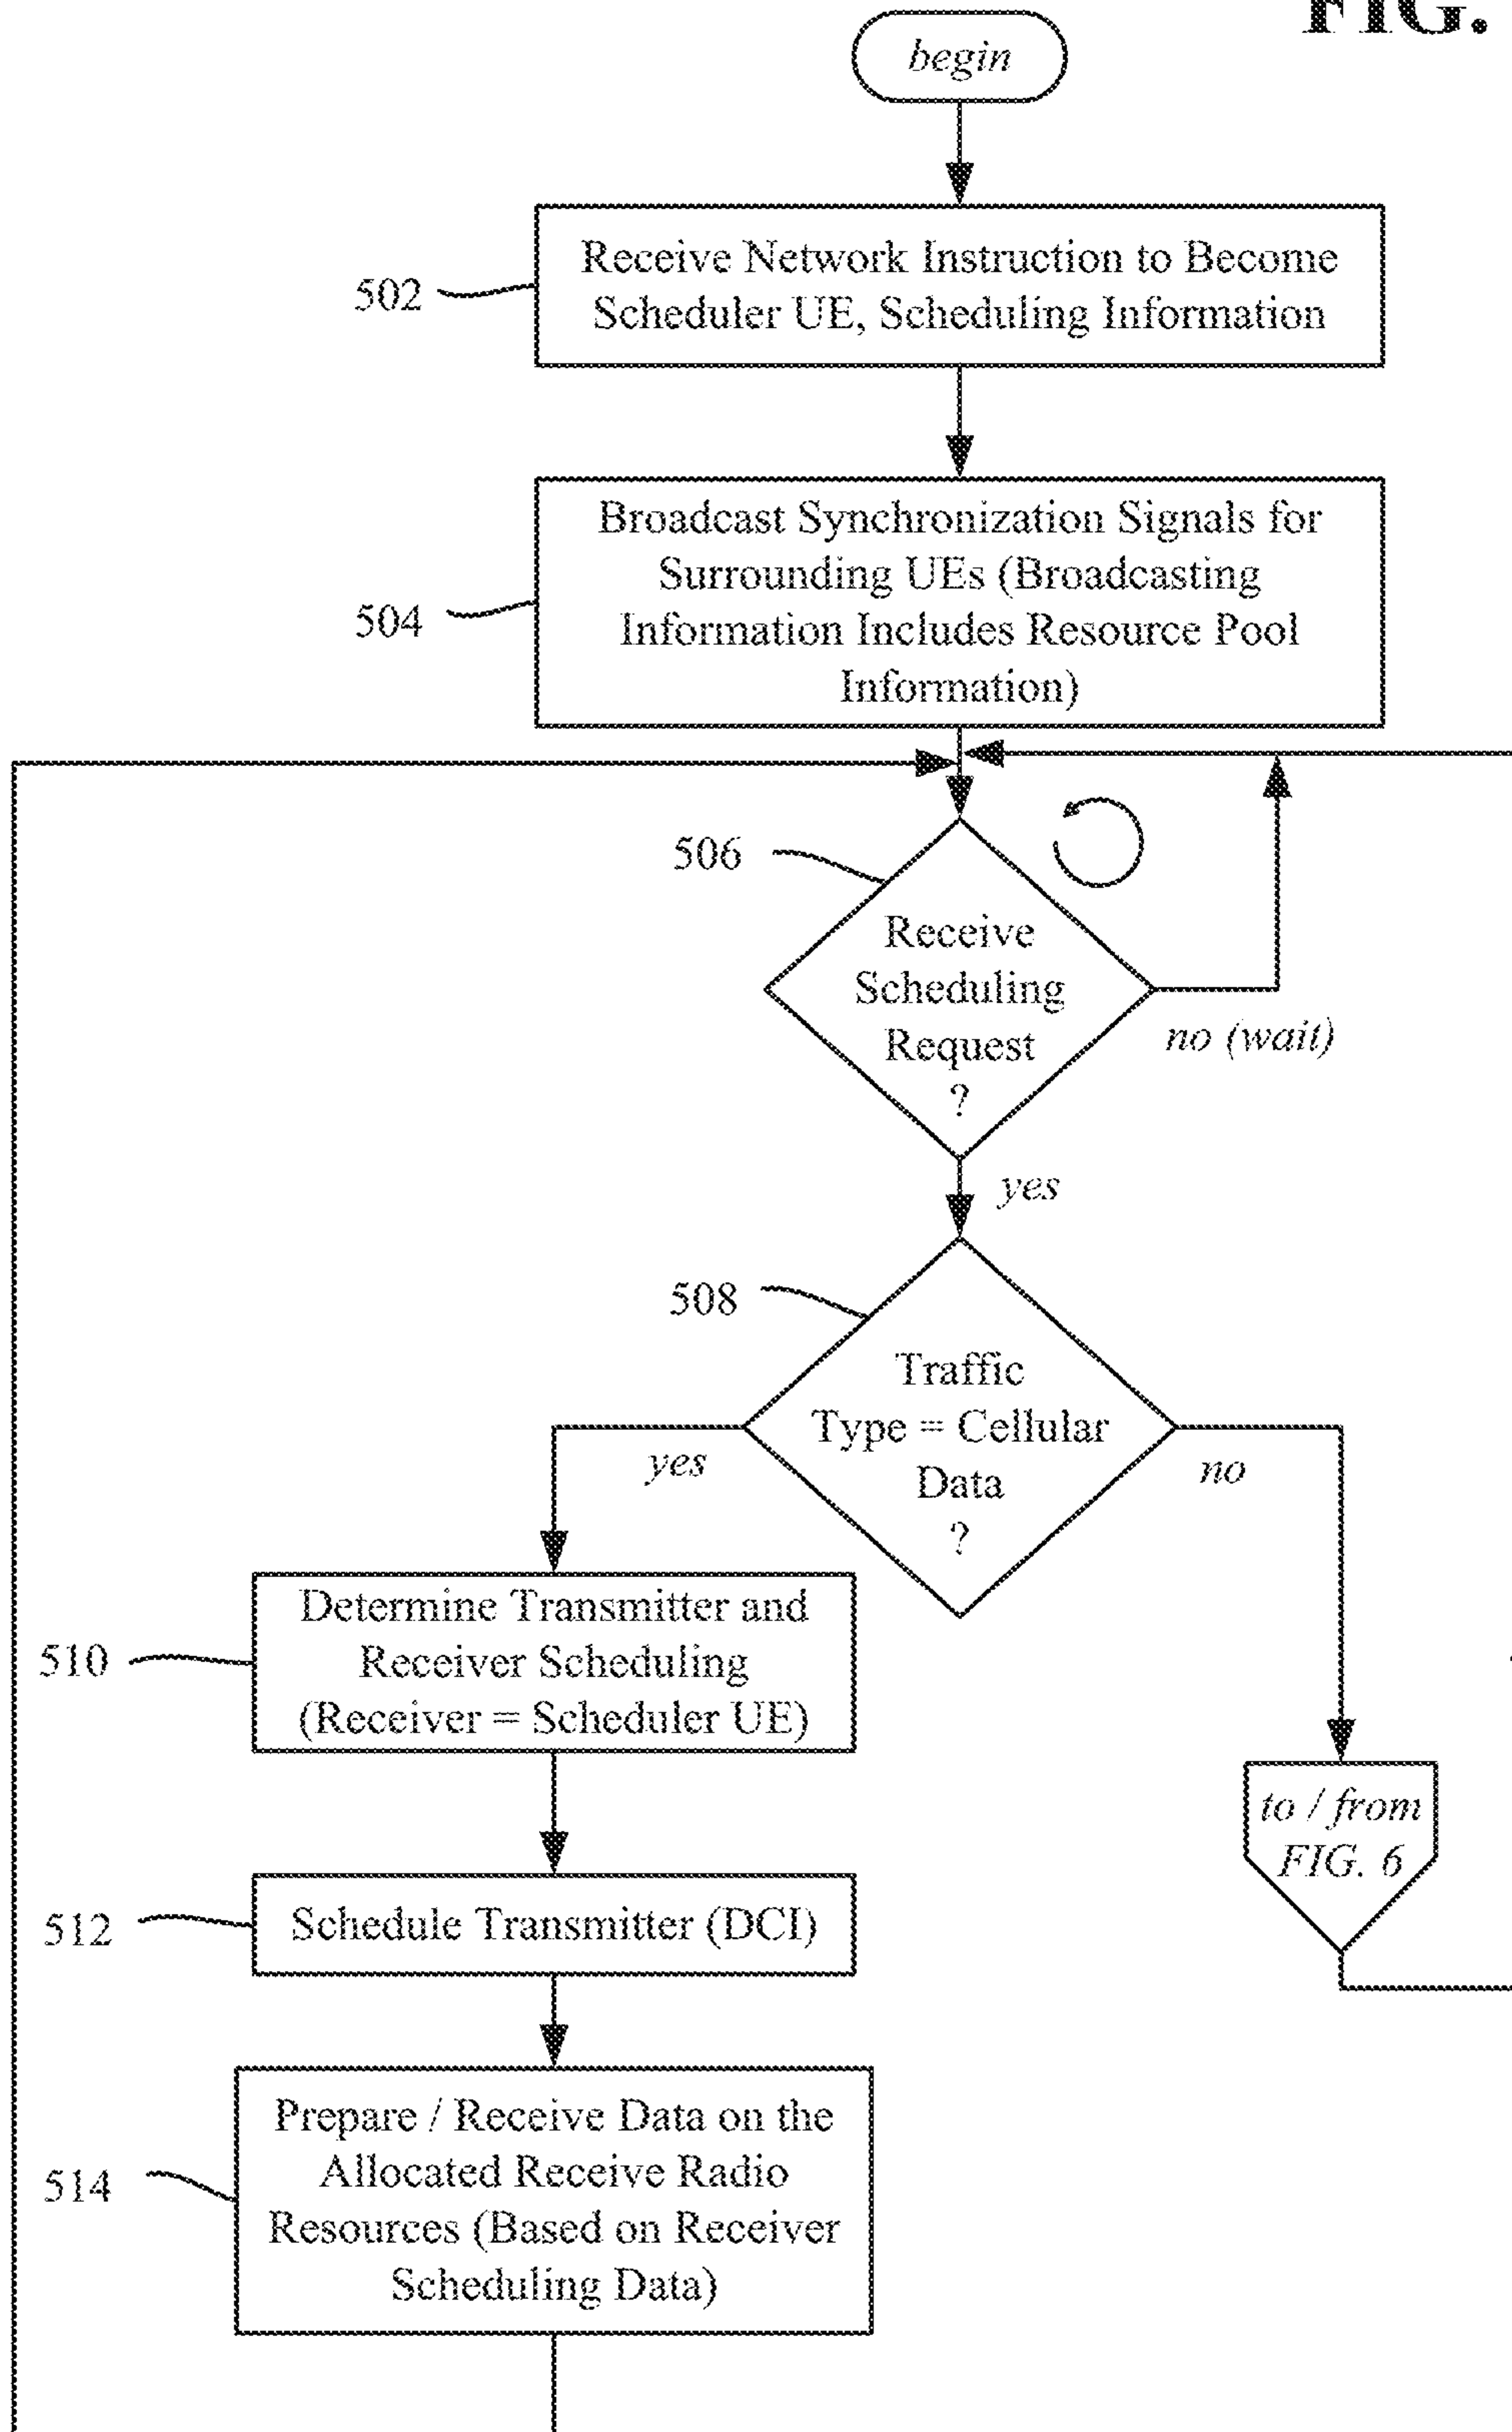 FIG.
begin
502
Receive Network Instruction to Become
Scheduler UE, Scheduling Information
504
Broadcast Synchronization Signals for
Surrounding UEs (Broadcasting
Information Includes Resource Pool
Information)
506
Receive
Scheduling
Request
?
no (wait)
yes
508
Traffic
Type = Cellular
Data
?
yes
no
510
Determine Transmitter and
Receiver Scheduling
(Receiver = Scheduler UE)
to / from
FIG. 6
512
Schedule Transmitter (DCI)
514
Prepare / Receive Data on the
Allocated Receive Radio
Resources (Based on Receiver
Scheduling Data)